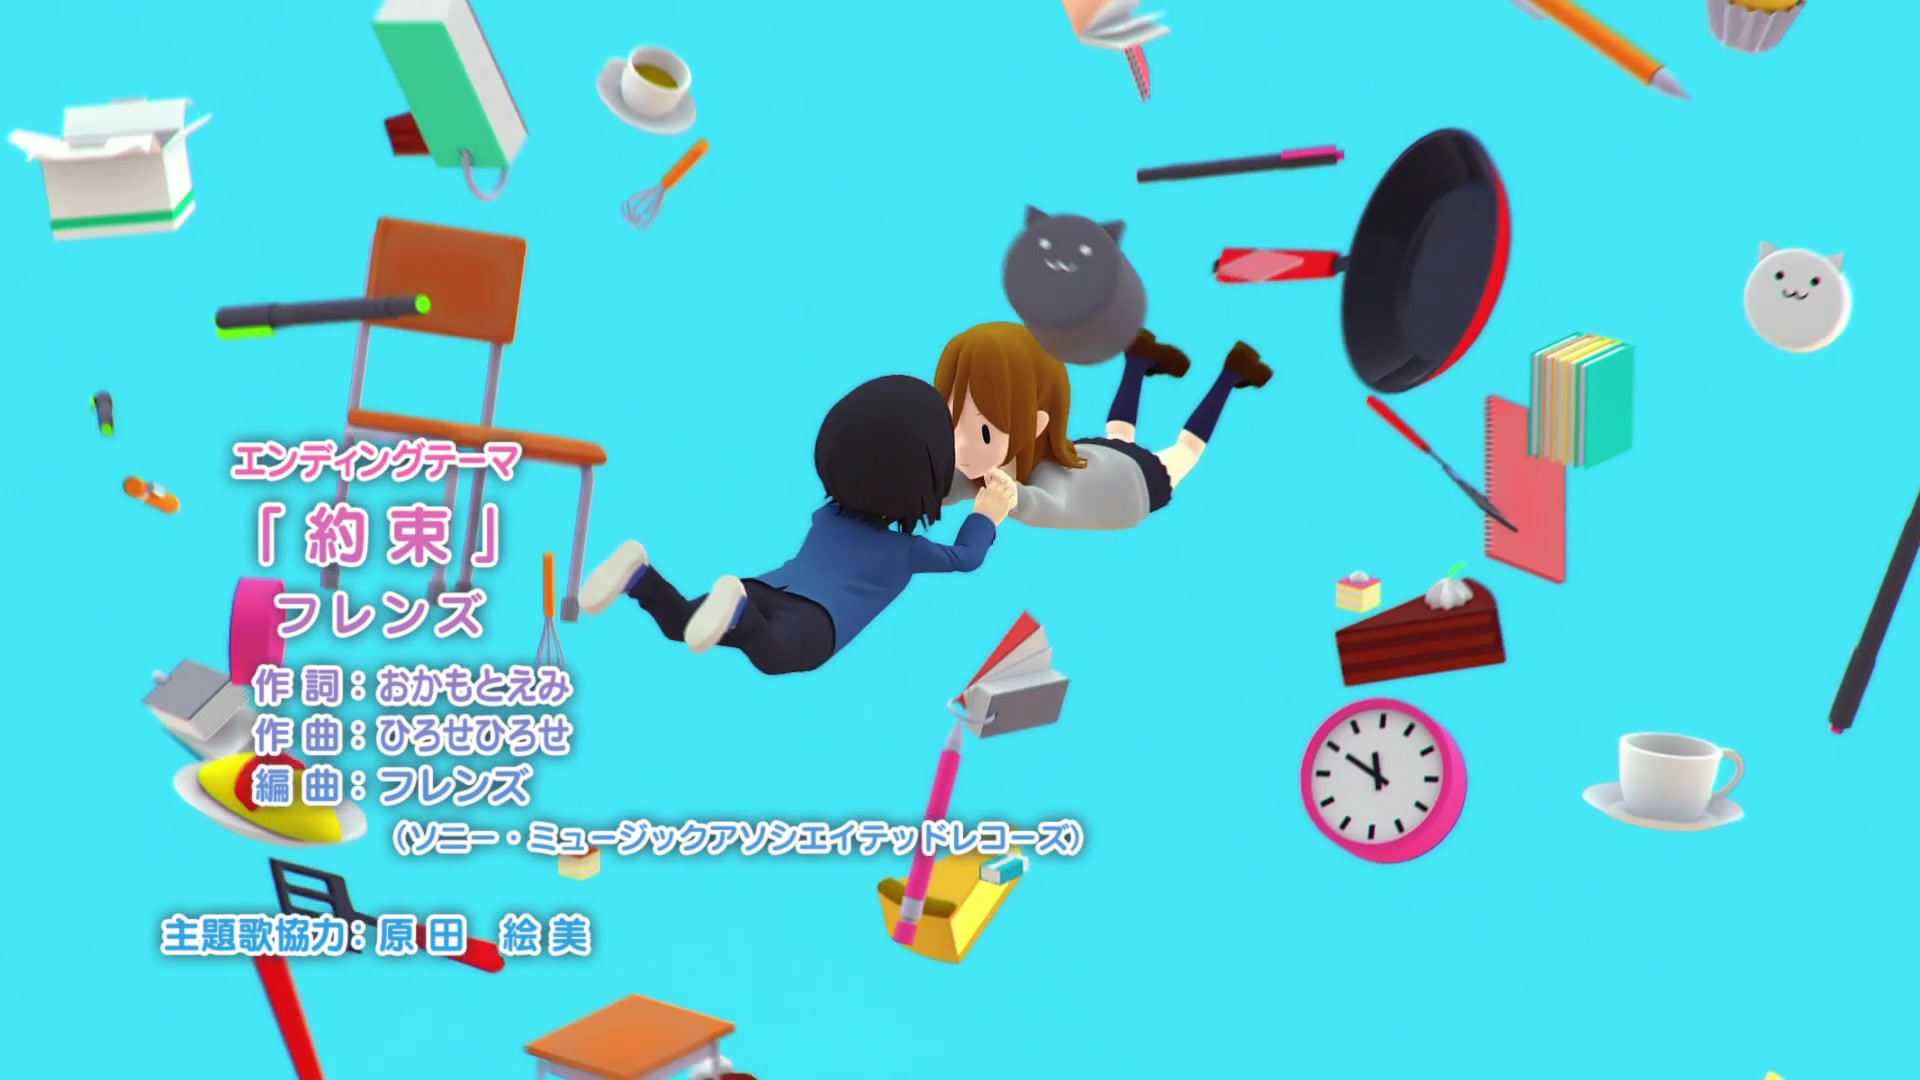 エンディングテーマ
「約束」
フレンズ
作詞：おかもとえみ
作曲：ひろせひろせ
編曲：フレンズ
（ソニー・ミュージックアソシエイテッドレコーズ）
主題歌協力：原田　絵美